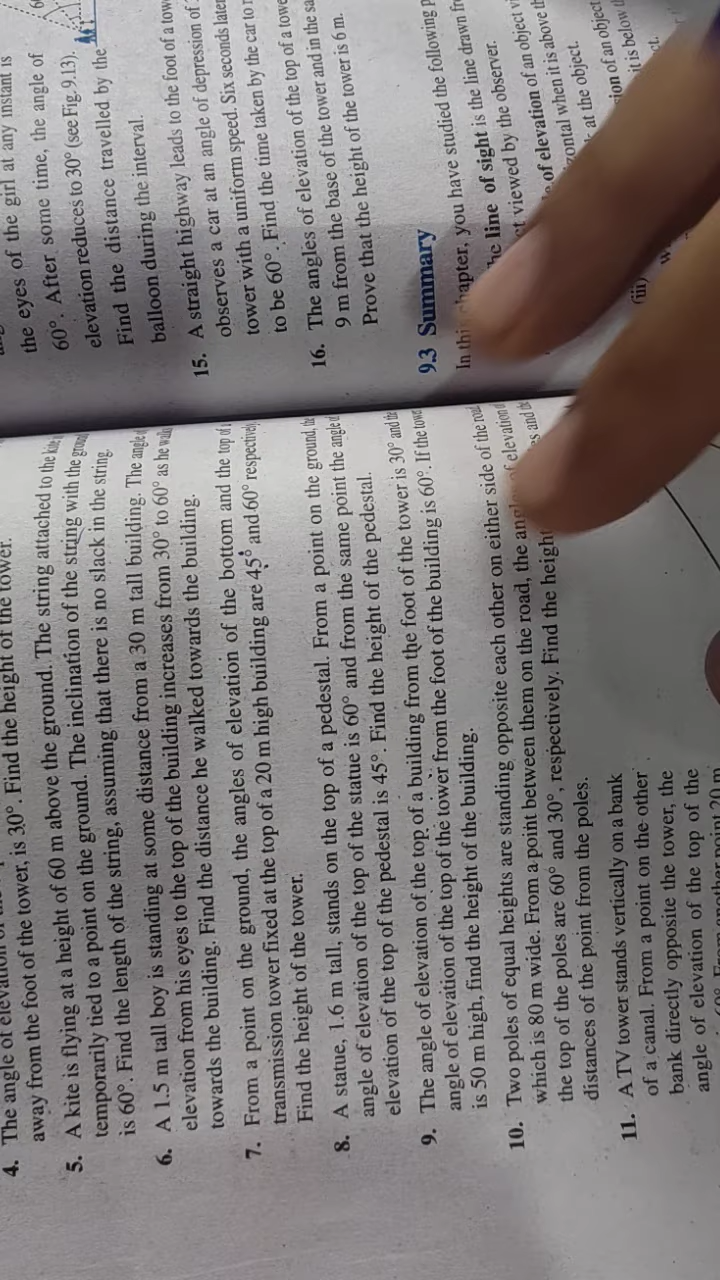 4. The angle of elevation of
away from the foot of the tower, is 30°. Find the height of the tower.
5. A kite is flying at a height of 60 m above the ground. The string attached to the kite
temporarily tied to a point on the ground. The inclination of the string with the ground
is 60°. Find the length of the string, assuming that there is no slack in the string.
6. A 1.5 m tall boy is standing at some distance from a 30 m tall building. The angle of
elevation from his eyes to the top of the building increases from 30° to 60° as he walks
towards the building. Find the distance he walked towards the building.
7. From a point on the ground, the angles of elevation of the bottom and the top of
transmission tower fixed at the top of a 20 m high building are 45° and 60° respectively
Find the height of the tower.
8. A statue, 1.6 m tall, stands on the top of a pedestal. From a point on the ground, the
angle of elevation of the top of the statue is 60° and from the same point the angle of
elevation of the top of the pedestal is 45°. Find the height of the pedestal.
9. The angle of elevation of the top of a building from the foot of the tower is 30° and the
angle of elevation of the top of the tower from the foot of the building is 60°. If the tower
is 50 m high, find the height of the building.
10. Two poles of equal heights are standing opposite each other on either side of the road
which is 80 m wide. From a point between them on the road, the angles of elevation of
the top of the poles are 60° and 30°, respectively. Find the height es and the
distances of the point from the poles.
11. A TV tower stands vertically on a bank
of a canal. From a point on the other
bank directly opposite the tower, the
angle of elevation of the top of the
60° From another point 20 m
the eyes of the girl at any instant is
60°. After some time, the angle of
elevation reduces to 30° (see Fig. 9.13).
Find the distance travelled by the
balloon during the interval.
15. A straight highway leads to the foot of a tow
observes a car at an angle of depression of
tower with a uniform speed. Six seconds later
to be 60°. Find the time taken by the car to r
16. The angles of elevation of the top of a towe
9 m from the base of the tower and in the sa
Prove that the height of the tower is 6 m.
9.3 Summary
In this chapter, you have studied the following p
line of sight is the line drawn fr
ct viewed by the observer.
of elevation of an object vi
zontal when it is above th
at the object.
ion of an object
it is below th
ct.
(iii)